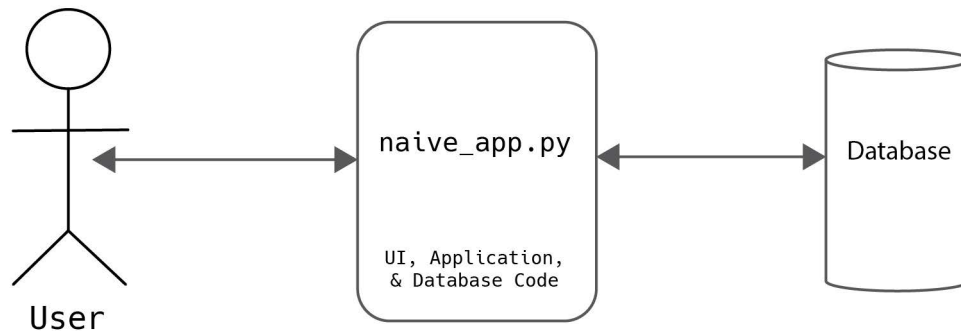 naive_app.py
Database
UI, Application,
& Database Code
User